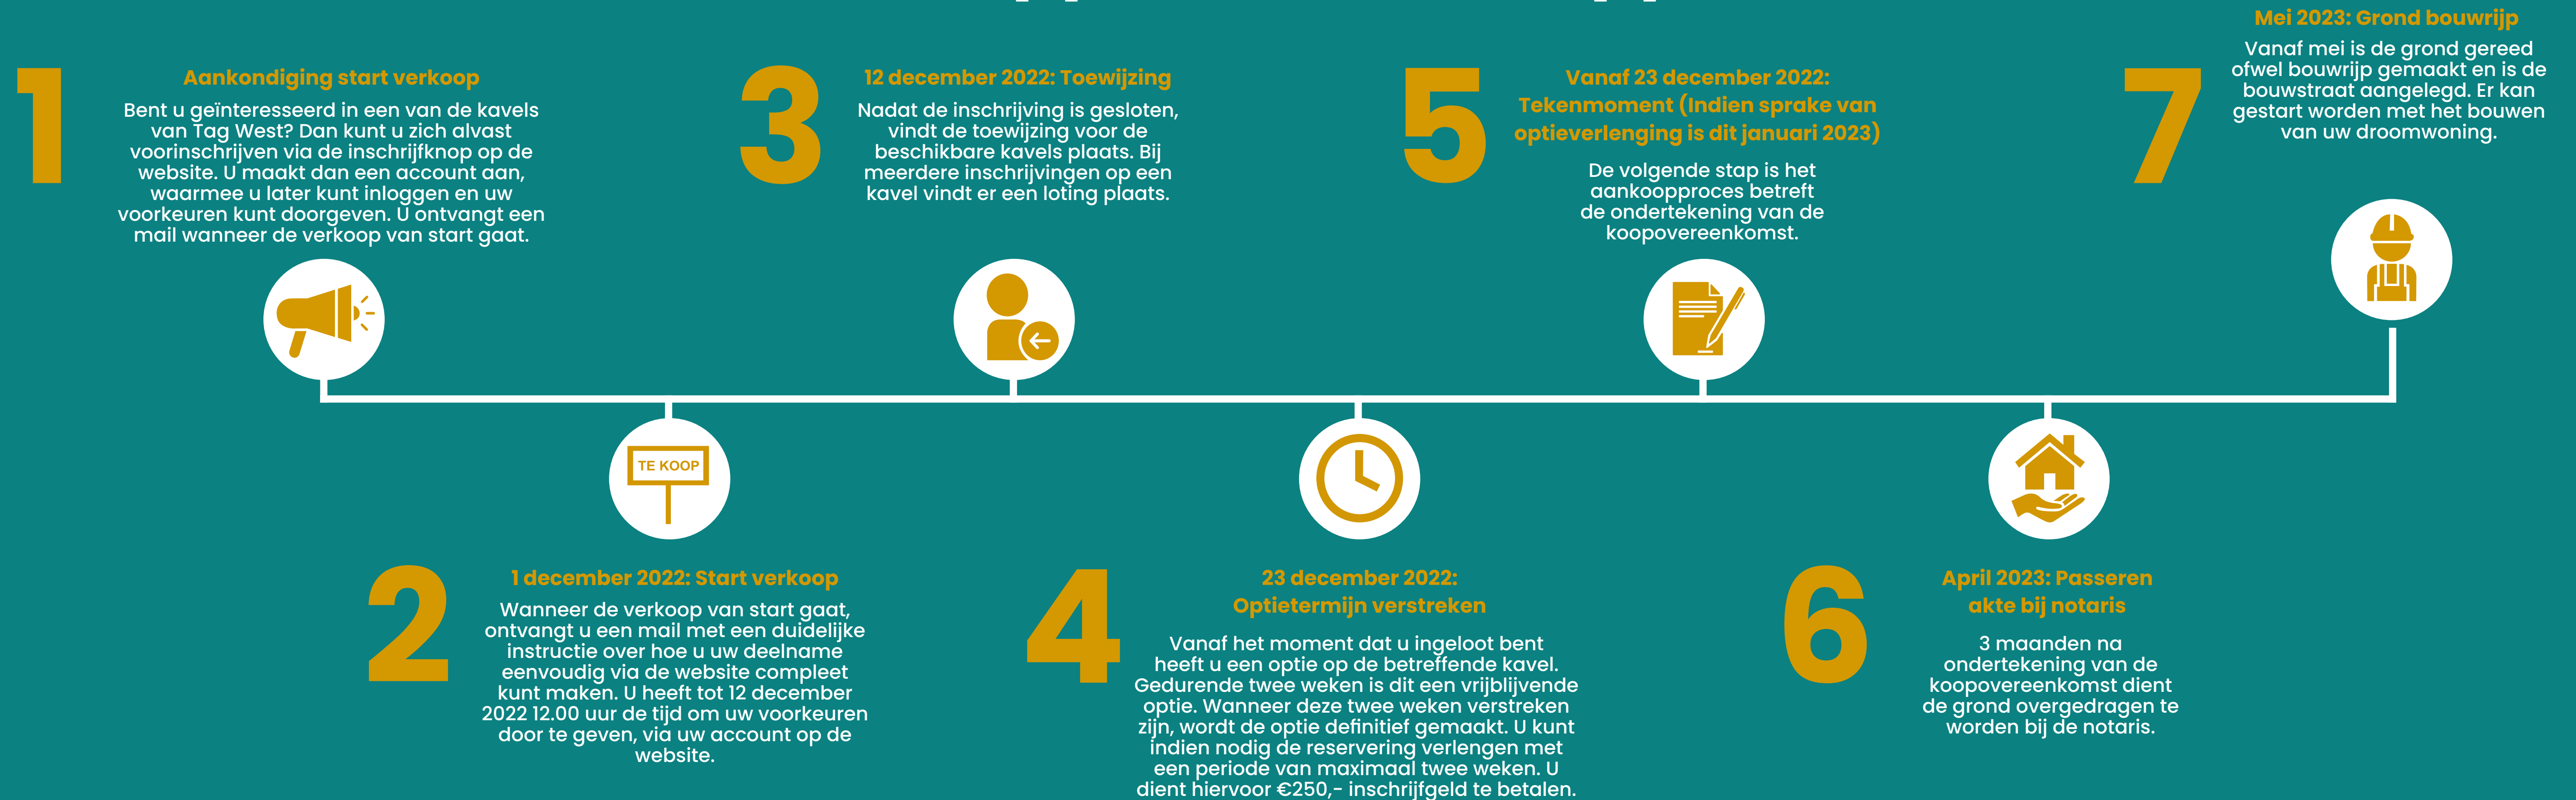 1
Aankondiging start verkoop
Bent u geïnteresseerd in een van de kavels
van Tag West? Dan kunt u zich alvast
voorinschrijven via de inschrijfknop op de
website. U maakt dan een account aan,
waarmee u later kunt inloggen en uw
voorkeuren kunt doorgeven. U ontvangt een
mail wanneer de verkoop van start gaat.
2
TE KOOP
1 december 2022: Start verkoop
Wanneer de verkoop van start gaat,
ontvangt u een mail met een duidelijke
instructie over hoe u uw deelname
eenvoudig via de website compleet
kunt maken. U heeft tot 12 december
2022 12.00 uur de tijd om uw voorkeuren
door te geven, via uw account op de
website.
3
12 december 2022: Toewijzing
Nadat de inschrijving is gesloten,
vindt de toewijzing voor de
beschikbare kavels plaats. Bij
meerdere inschrijvingen op een
kavel vindt er een loting plaats.
4
23 december 2022:
Optietermijn verstreken
Vanaf het moment dat u ingeloot bent
heeft u een optie op de betreffende kavel.
Gedurende twee weken is dit een vrijblijvende
optie. Wanneer deze twee weken verstreken
zijn, wordt de optie definitief gemaakt. U kunt
indien nodig de reservering verlengen met
een periode van maximaal twee weken. U
dient hiervoor €250,- inschrijfgeld te betalen.
5
Vanaf 23 december 2022:
Tekenmoment (Indien sprake van
optieverlenging is dit januari 2023)
De volgende stap is het
aankoopproces betreft
de ondertekening van de
koopovereenkomst.
6
April 2023: Passeren
akte bij notaris
3 maanden na
ondertekening van de
koopovereenkomst dient
de grond overgedragen te
worden bij de notaris.
7
Mei 2023: Grond bouwrijp
Vanaf mei is de grond gereed
ofwel bouwrijp gemaakt en is de
bouwstraat aangelegd. Er kan
gestart worden met het bouwen
van uw droomwoning.